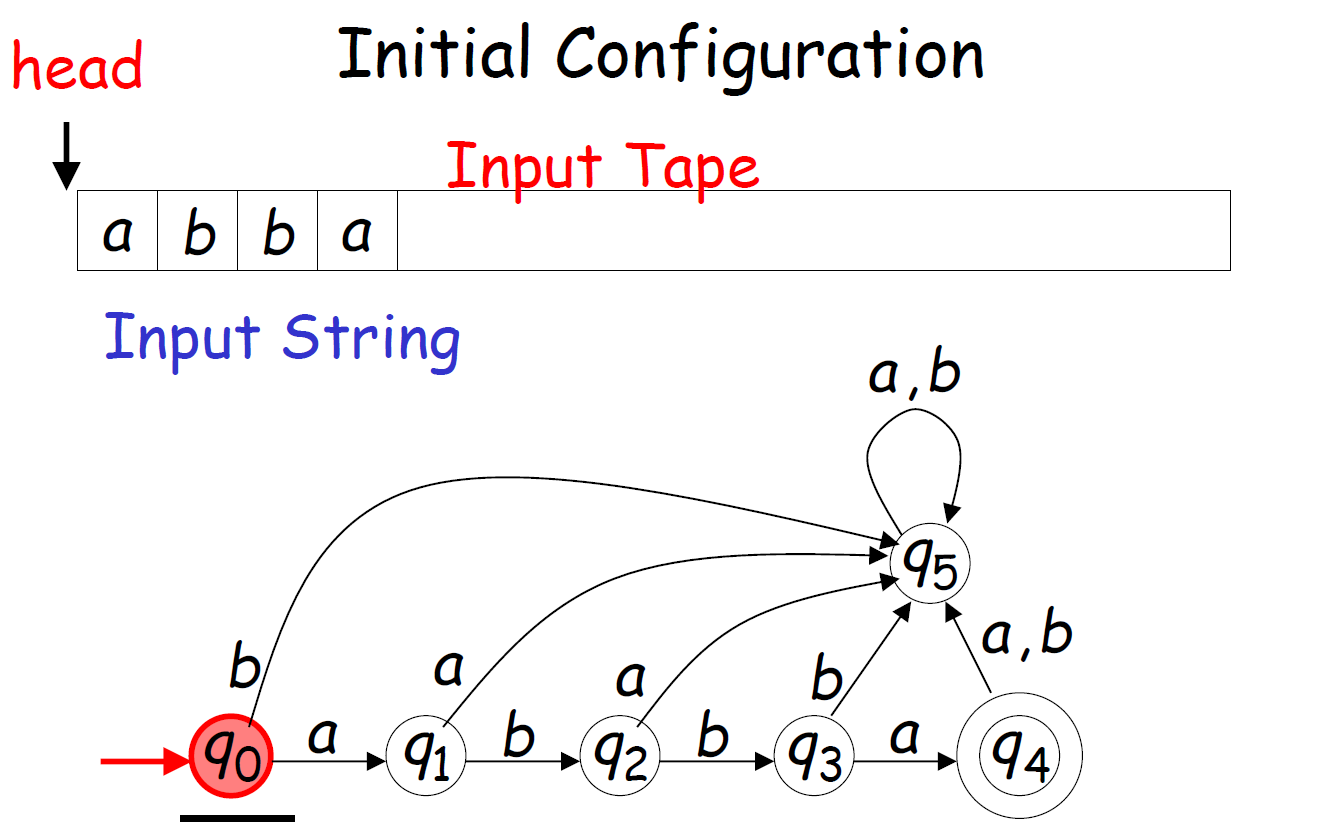 Initial Configuration
head
Input Tape
a b b a
Input String
a,b
q5
a,b
b a a b
q0 a q1 b q2 b q3 a q4